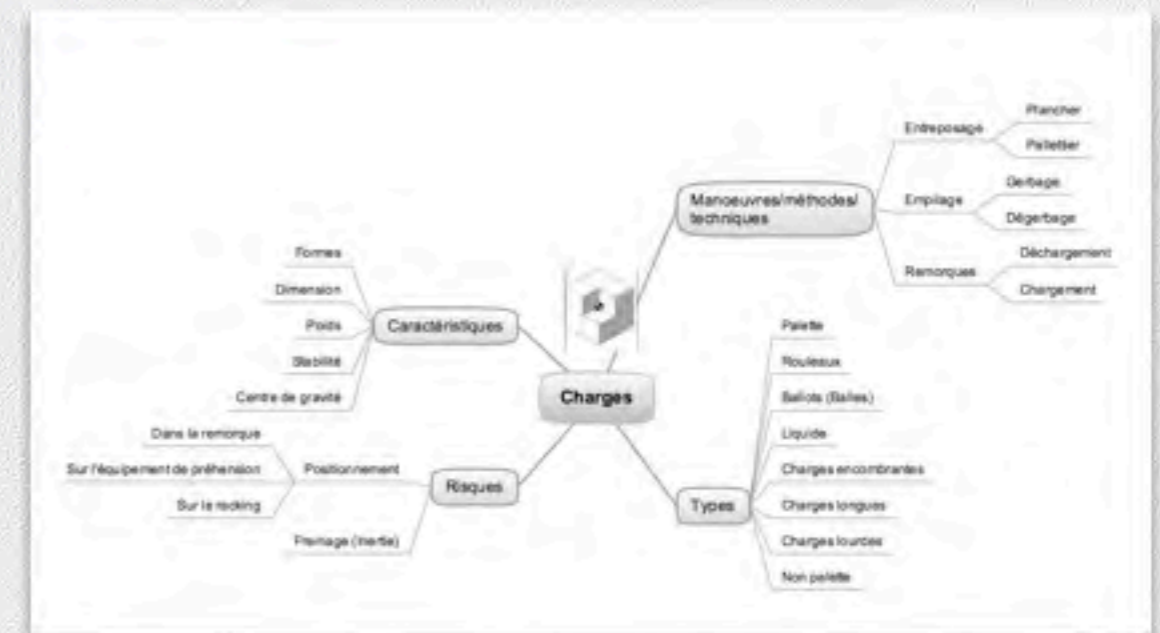 Manoeuvres/méthodes/
techniques
Entreposage
Plancher
Palletier
Empilage
Gerbage
Dégerbage
Remorques
Déchargement
Chargement
Caractéristiques
Formes
Dimension
Poids
Stabilité
Centre de gravité
Charges
Risques
Positionnement
Dans la remorque
Sur l'équipement de préhension
Sur le racking
Freinage (Inertie)
Types
Palette
Rouleaux
Ballots (Balles)
Liquide
Charges encombrantes
Charges longues
Charges lourdes
Non palette